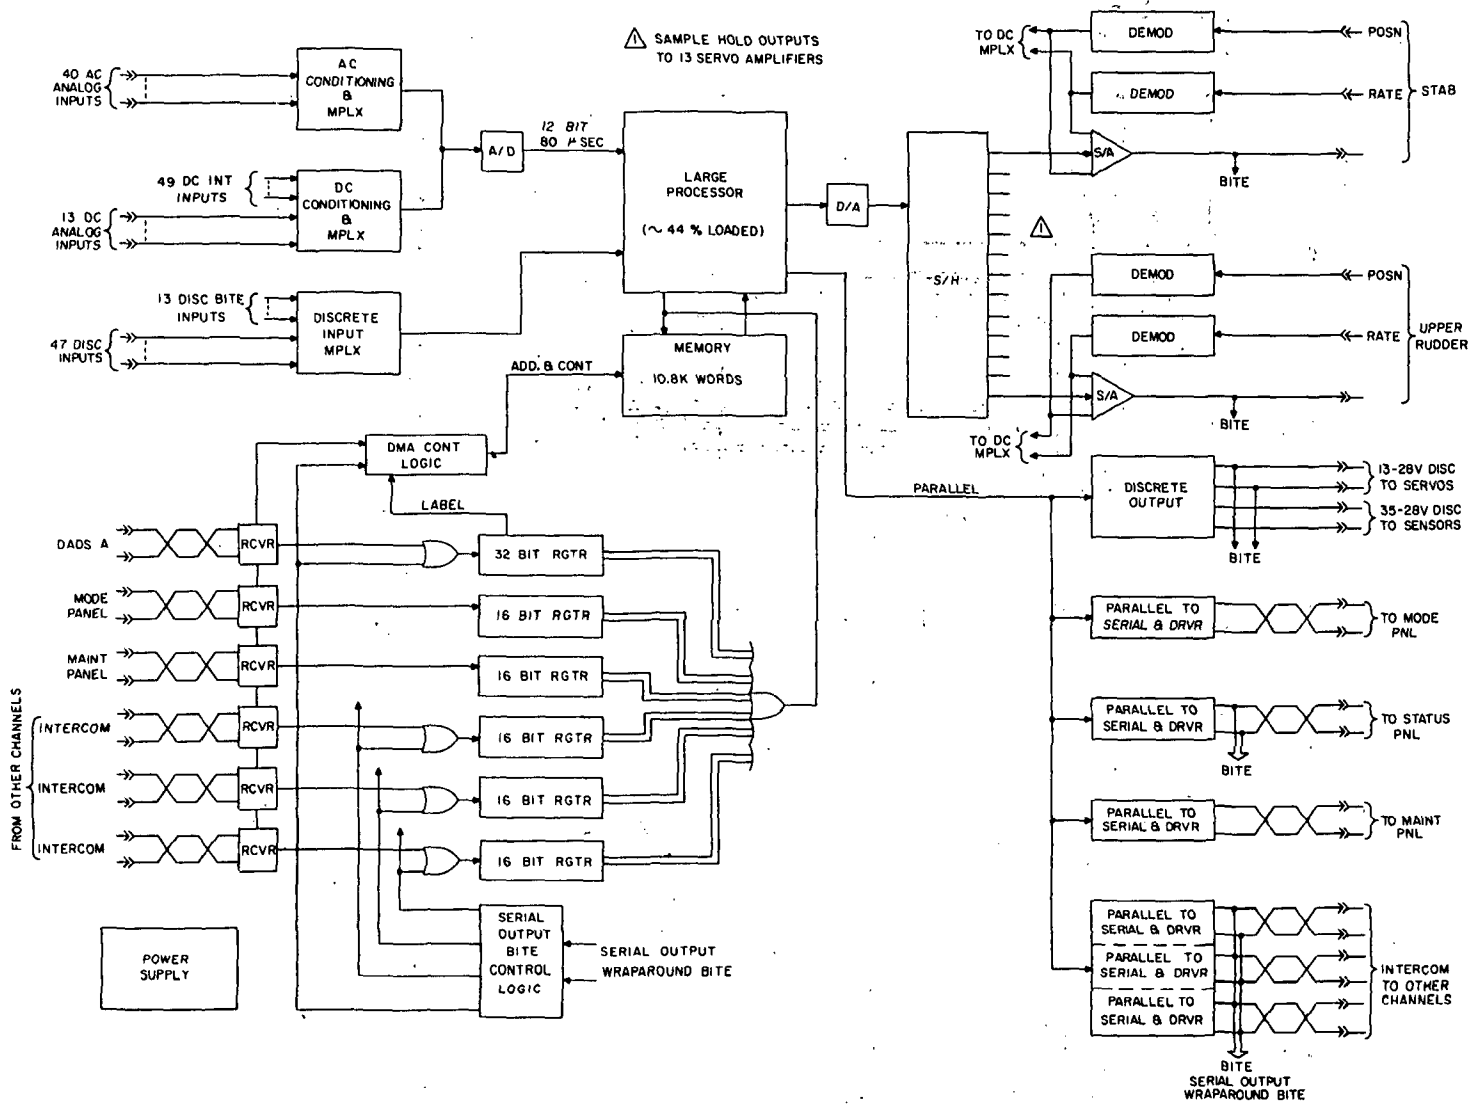 40 AC
ANALOG
INPUTS
AC
CONDITIONING
&
MPLX
49 DC INT
INPUTS
13 DC
ANALOG
INPUTS
DC
CONDITIONING
&
MPLX
A/D
12 BIT
80 µSEC
13 DISC BITE
INPUTS
47 DISC
INPUTS
DISCRETE
INPUT
MPLX
1 SAMPLE HOLD OUTPUTS
TO 13 SERVO AMPLIFIERS
LARGE
PROCESSOR
(~ 44 % LOADED)
MEMORY
10.8K WORDS
ADD. & CONT
D/A
S/H
1
TO DC
MPLX
DEMOD
POSN
DEMOD
RATE
STAB
S/A
BITE
DEMOD
POSN
DEMOD
RATE
UPPER
RUDDER
S/A
BITE
TO DC
MPLX
PARALLEL
DISCRETE
OUTPUT
13-28V DISC
TO SERVOS
35-28V DISC
TO SENSORS
BITE
PARALLEL TO
SERIAL & DRVR
TO MODE
PNL
PARALLEL TO
SERIAL & DRVR
TO STATUS
PNL
BITE
PARALLEL TO
SERIAL & DRVR
TO MAINT
PNL
PARALLEL TO
SERIAL & DRVR
PARALLEL TO
SERIAL & DRVR
PARALLEL TO
SERIAL & DRVR
INTERCOM
TO OTHER
CHANNELS
BITE
SERIAL OUTPUT
WRAPAROUND BITE
DMA CONT
LOGIC
LABEL
DADS A
RCVR
32 BIT RGTR
MODE
PANEL
RCVR
16 BIT RGTR
MAINT
PANEL
RCVR
16 BIT RGTR
FROM OTHER CHANNELS
INTERCOM
RCVR
16 BIT RGTR
INTERCOM
RCVR
16 BIT RGTR
INTERCOM
RCVR
16 BIT RGTR
SERIAL
OUTPUT
BITE
CONTROL
LOGIC
SERIAL OUTPUT
WRAPAROUND BITE
POWER
SUPPLY